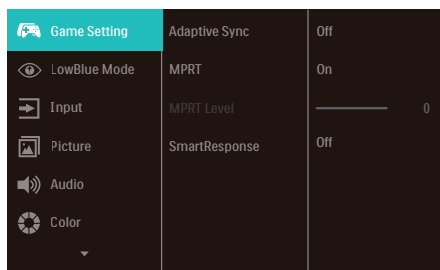 Game Setting
Adaptive Sync
Off
LowBlue Mode
MPRT
On
Input
MPRT Level
0
Picture
SmartResponse
Off
Audio
Color